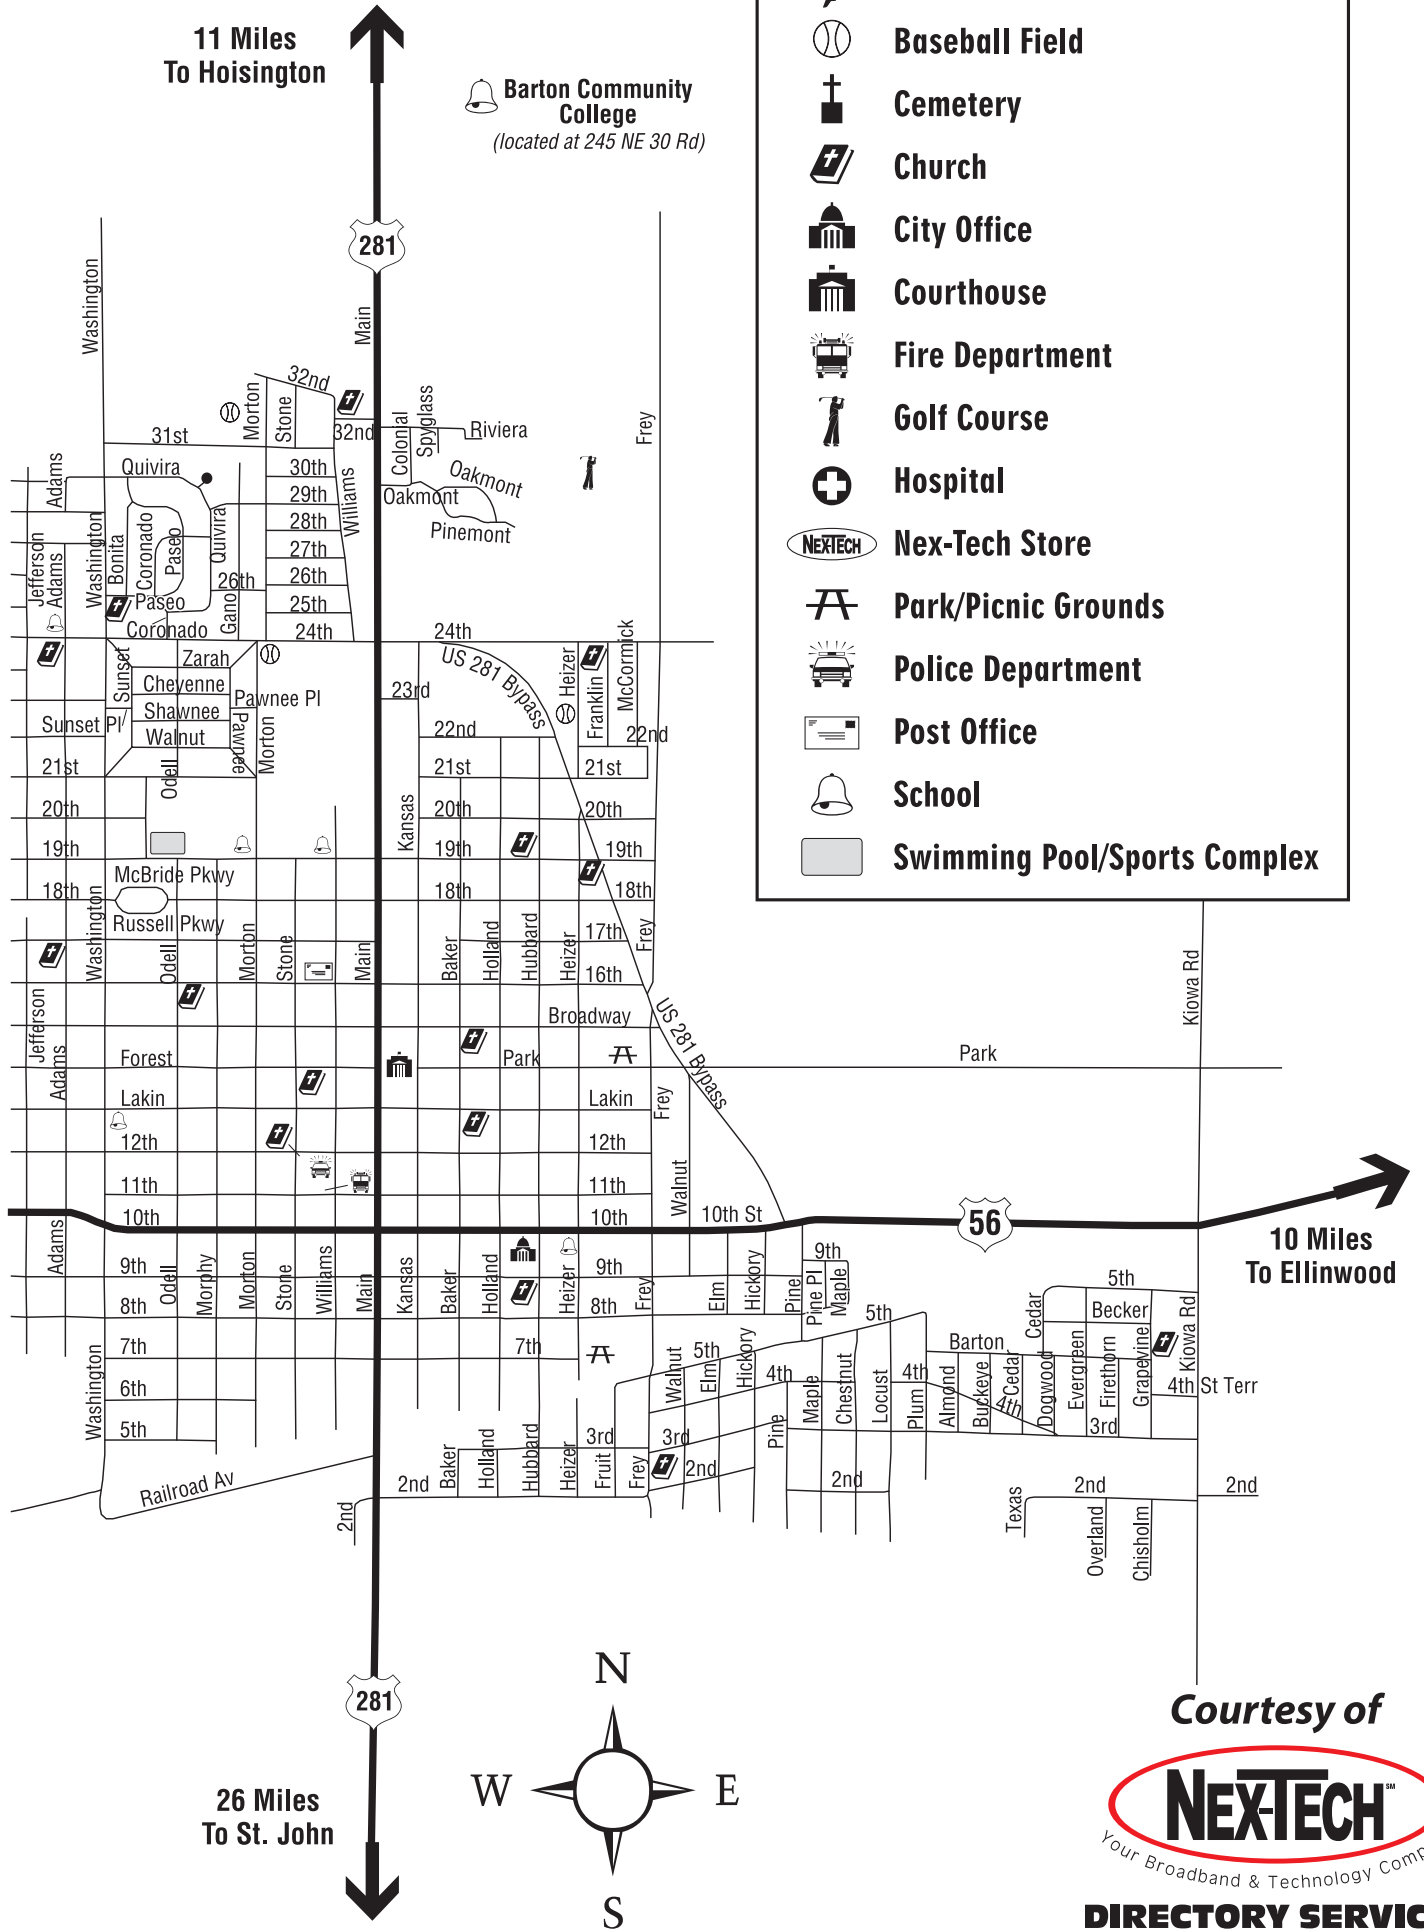 11 Miles
To Hoisington
Barton Community
College
(located at 245 NE 30 Rd)
Baseball Field
Cemetery
Church
City Office
Courthouse
Fire Department
Golf Course
Hospital
NEX-TECH
Nex-Tech Store
Park/Picnic Grounds
Police Department
Post Office
School
Swimming Pool/Sports Complex
281
Washington
Main
Frey
32nd
Morton
Stone
32nd
Colonial
Spyglass
Riviera
31st
Adams
Quivira
30th
Williams
Oakmont
29th
Oakmont
28th
Pinemont
Jefferson
Adams
Washington
Bonita
Coronado
Paseo
Quivira
27th
26th
26th
Paseo
Gano
25th
Coronado
24th
24th
McCormick
US 281 Bypass
Heizer
Franklin
Sunset
Zarah
Cheyenne
Pawnee Pl
23rd
Shawnee
Sunset Pl
Walnut
Pawnee
Morton
22nd
22nd
21st
Odell
21st
21st
20th
Kansas
20th
20th
19th
19th
19th
McBride Pkwy
18th
18th
18th
Russell Pkwy
Washington
Odell
Morton
Stone
Main
Baker
Holland
Hubbard
Heizer
17th
Frey
16th
Kiowa Rd
Jefferson
Adams
Broadway
US 281 Bypass
Forest
Park
Park
Lakin
Lakin
Frey
12th
12th
11th
11th
Walnut
10th
10th
10th St
56
10 Miles
To Ellinwood
Adams
9th
Odell
Morphy
Morton
Stone
Williams
Main
Kansas
Baker
Holland
Heizer
9th
Frey
Elm
Hickory
Pine
Pine Pl
9th
Maple
8th
8th
5th
Becker
Cedar
Kiowa Rd
5th
7th
7th
Washington
Walnut
5th
Elm
Hickory
Barton
6th
4th
Maple
Chestnut
Locust
4th
Plum
Almond
Buckeye
Cedar
4th
Dogwood
Evergreen
Firethorn
Grapevine
4th St Terr
5th
Pine
3rd
3rd
3rd
Baker
Holland
Hubbard
Heizer
Fruit
Frey
2nd
Railroad Av
2nd
2nd
2nd
2nd
2nd
Texas
Overland
Chisholm
281
N
W
E
S
26 Miles
To St. John
Courtesy of
NEX-TECH SM
Your Broadband & Technology Comp
DIRECTORY SERVIC